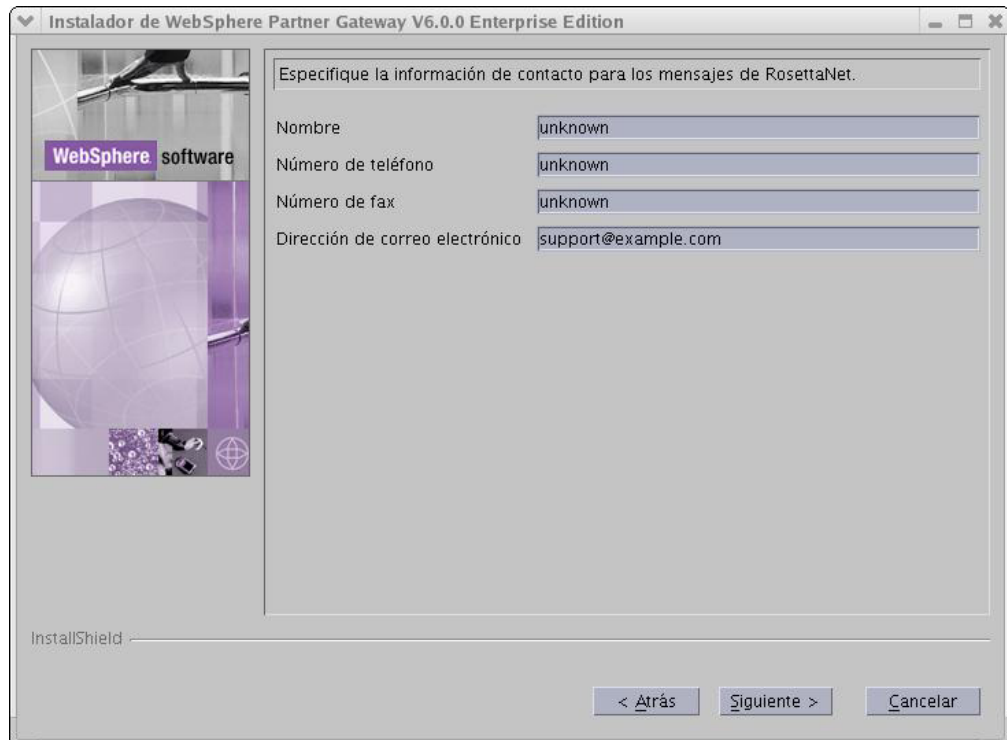 Instalador de WebSphere Partner Gateway V6.0.0 Enterprise Edition
WebSphere software
Especifique la información de contacto para los mensajes de RosettaNet.
Nombre unknown
Número de teléfono unknown
Número de fax unknown
Dirección de correo electrónico support@example.com
InstallShield
< Atrás Siguiente > Cancelar